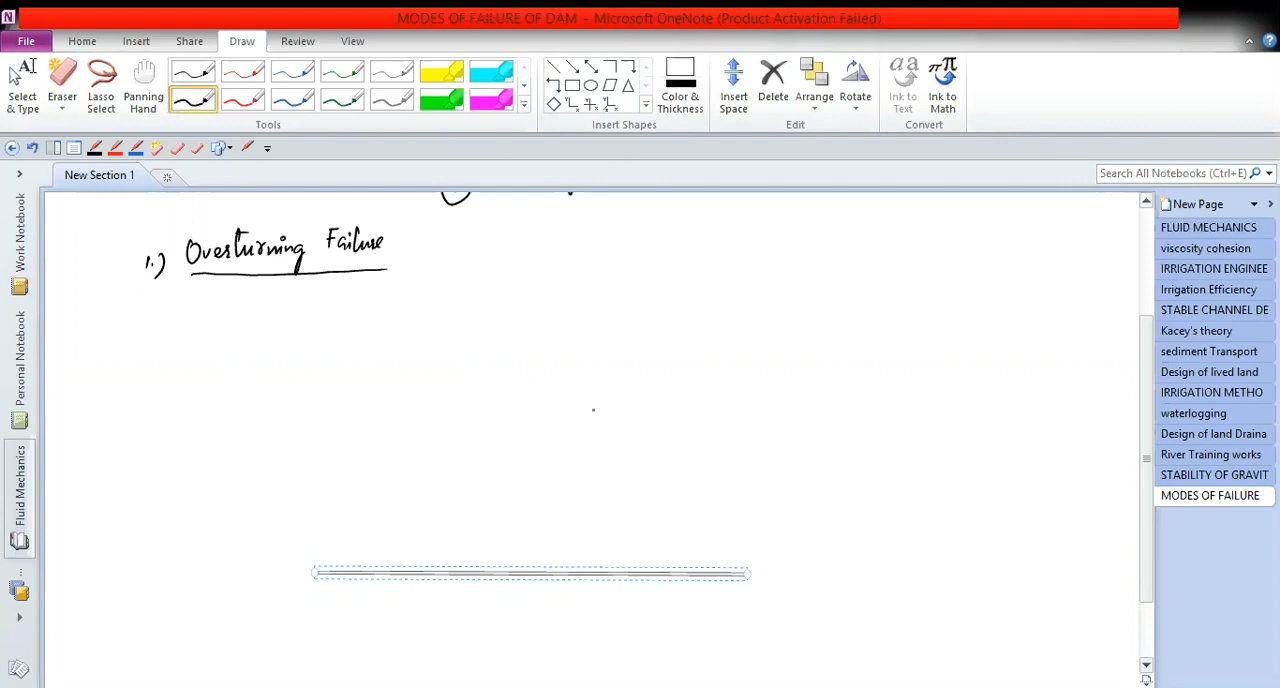 MODES OF FAILURE OF DAM - Microsoft OneNote (Product Activation Failed)
File Home Insert Share Draw Review View
Select & Type
Eraser
Lasso Select
Panning Hand
Color & Thickness
Insert Space
Delete
Arrange
Rotate
Ink to Text
Ink to Math
Tools Insert Shapes Edit Convert
New Section 1
Search All Notebooks (Ctrl+E)
New Page
Work Notebook
Personal Notebook
Fluid Mechanics
1.) Overturning Failure
FLUID MECHANICS
viscosity cohesion
IRRIGATION ENGINEE
Irrigation Efficiency
STABLE CHANNEL DE
Kacey's theory
sediment Transport
Design of lived land
IRRIGATION METHO
waterlogging
Design of land Draina
River Training works
STABILITY OF GRAVIT
MODES OF FAILURE